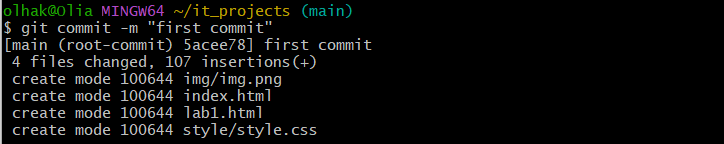 olhak@Olia MINGW64 ~/it_projects (main)
$ git commit -m "first commit"
[main (root-commit) 5acee78] first commit
 4 files changed, 107 insertions(+)
 create mode 100644 img/img.png
 create mode 100644 index.html
 create mode 100644 lab1.html
 create mode 100644 style/style.css